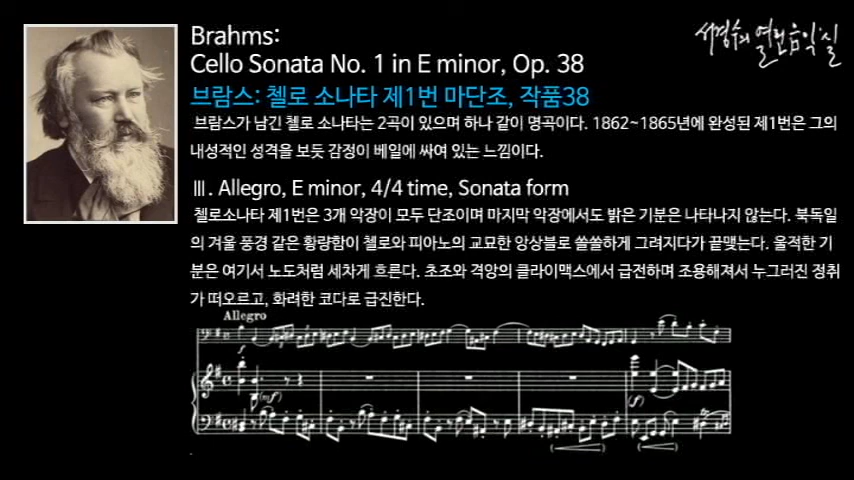 서경수의 열린음악실
Brahms:
Cello Sonata No. 1 in E minor, Op. 38
브람스: 첼로 소나타 제1번 마단조, 작품38
브람스가 남긴 첼로 소나타는 2곡이 있으며 하나 같이 명곡이다. 1862~1865년에 완성된 제1번은 그의
내성적인 성격을 보듯 감정이 베일에 싸여 있는 느낌이다.
Ⅲ. Allegro, E minor, 4/4 time, Sonata form
첼로소나타 제1번은 3개 악장이 모두 단조이며 마지막 악장에서도 밝은 기분은 나타나지 않는다. 북독일
의 겨울 풍경 같은 황량함이 첼로와 피아노의 교묘한 앙상블로 쓸쓸하게 그려지다가 끝맺는다. 울적한 기
분은 여기서 노도처럼 세차게 흐른다. 초조와 격앙의 클라이맥스에서 급전하며 조용해져서 누그러진 정취
가 떠오르고, 화려한 코다로 급진한다.
Allegro
f
(mf)
(f)